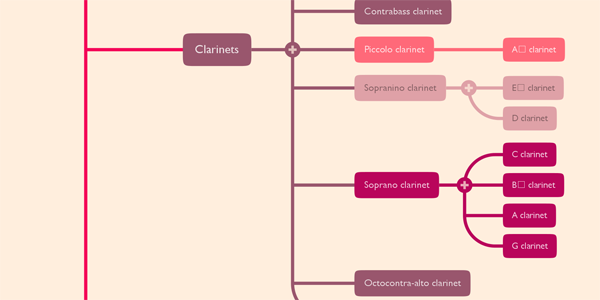 Contrabass clarinet
Clarinets
Piccolo clarinet
A□ clarinet
Sopranino clarinet
E□ clarinet
D clarinet
C clarinet
Soprano clarinet
B□ clarinet
A clarinet
G clarinet
Octocontra-alto clarinet